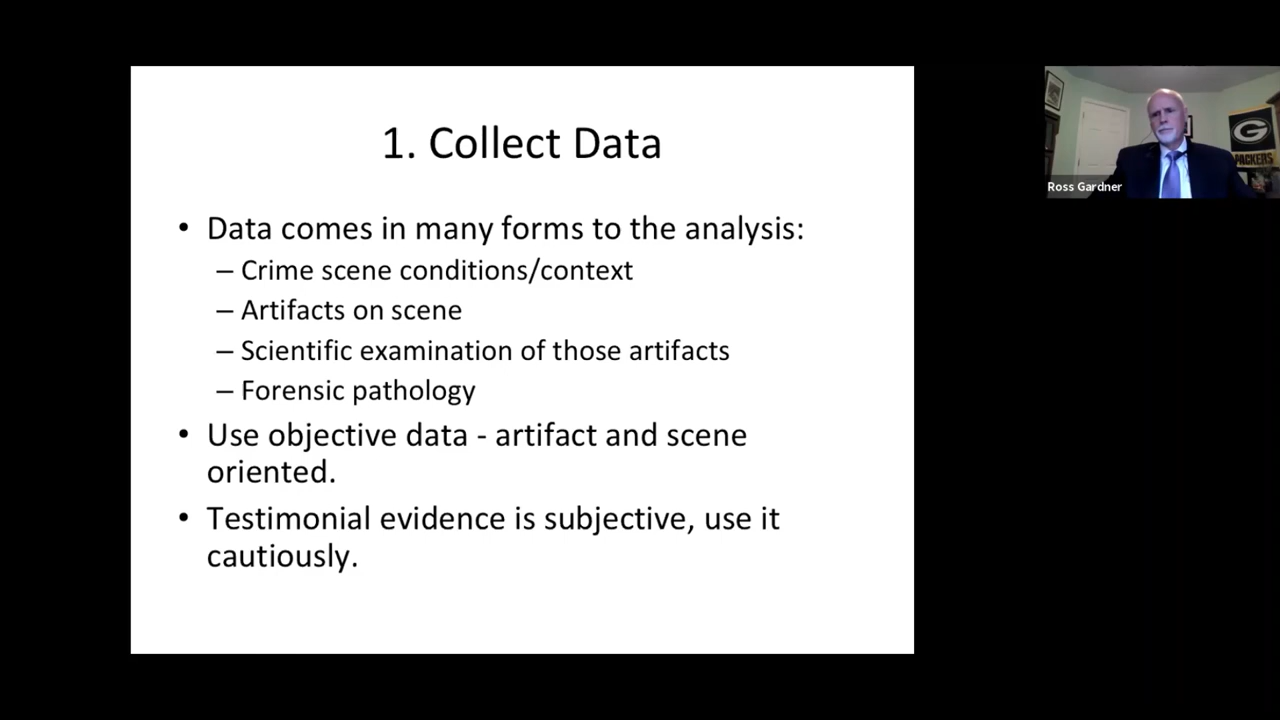 1. Collect Data
• Data comes in many forms to the analysis:
– Crime scene conditions/context
– Artifacts on scene
– Scientific examination of those artifacts
– Forensic pathology
• Use objective data - artifact and scene
oriented.
• Testimonial evidence is subjective, use it
cautiously.
G
PACKERS
Ross Gardner